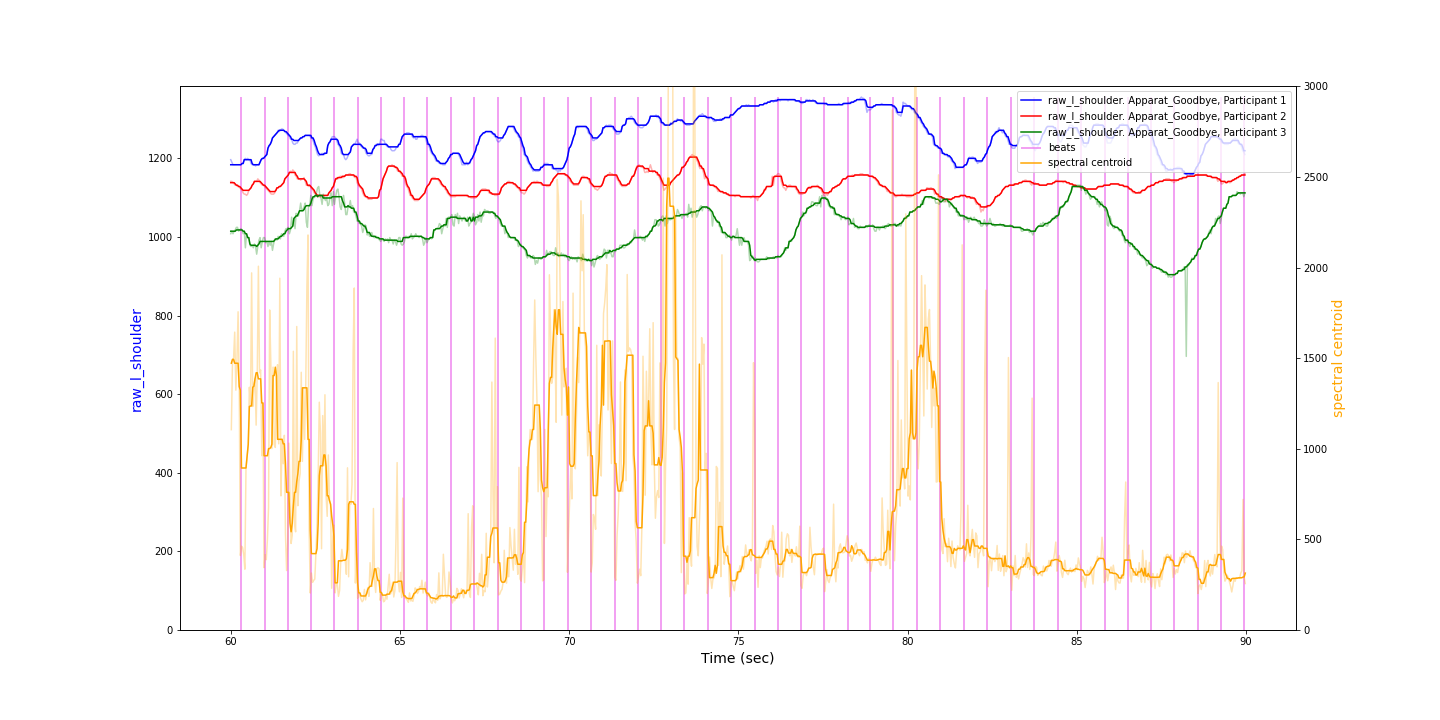 raw_l_shoulder. Apparat_Goodbye, Participant 1
raw_l_shoulder. Apparat_Goodbye, Participant 2
raw_l_shoulder. Apparat_Goodbye, Participant 3
beats
spectral centroid
raw_l_shoulder
0
200
400
600
800
1000
1200
spectral centroid
0
500
1000
1500
2000
2500
3000
60
65
70
75
80
85
90
Time (sec)